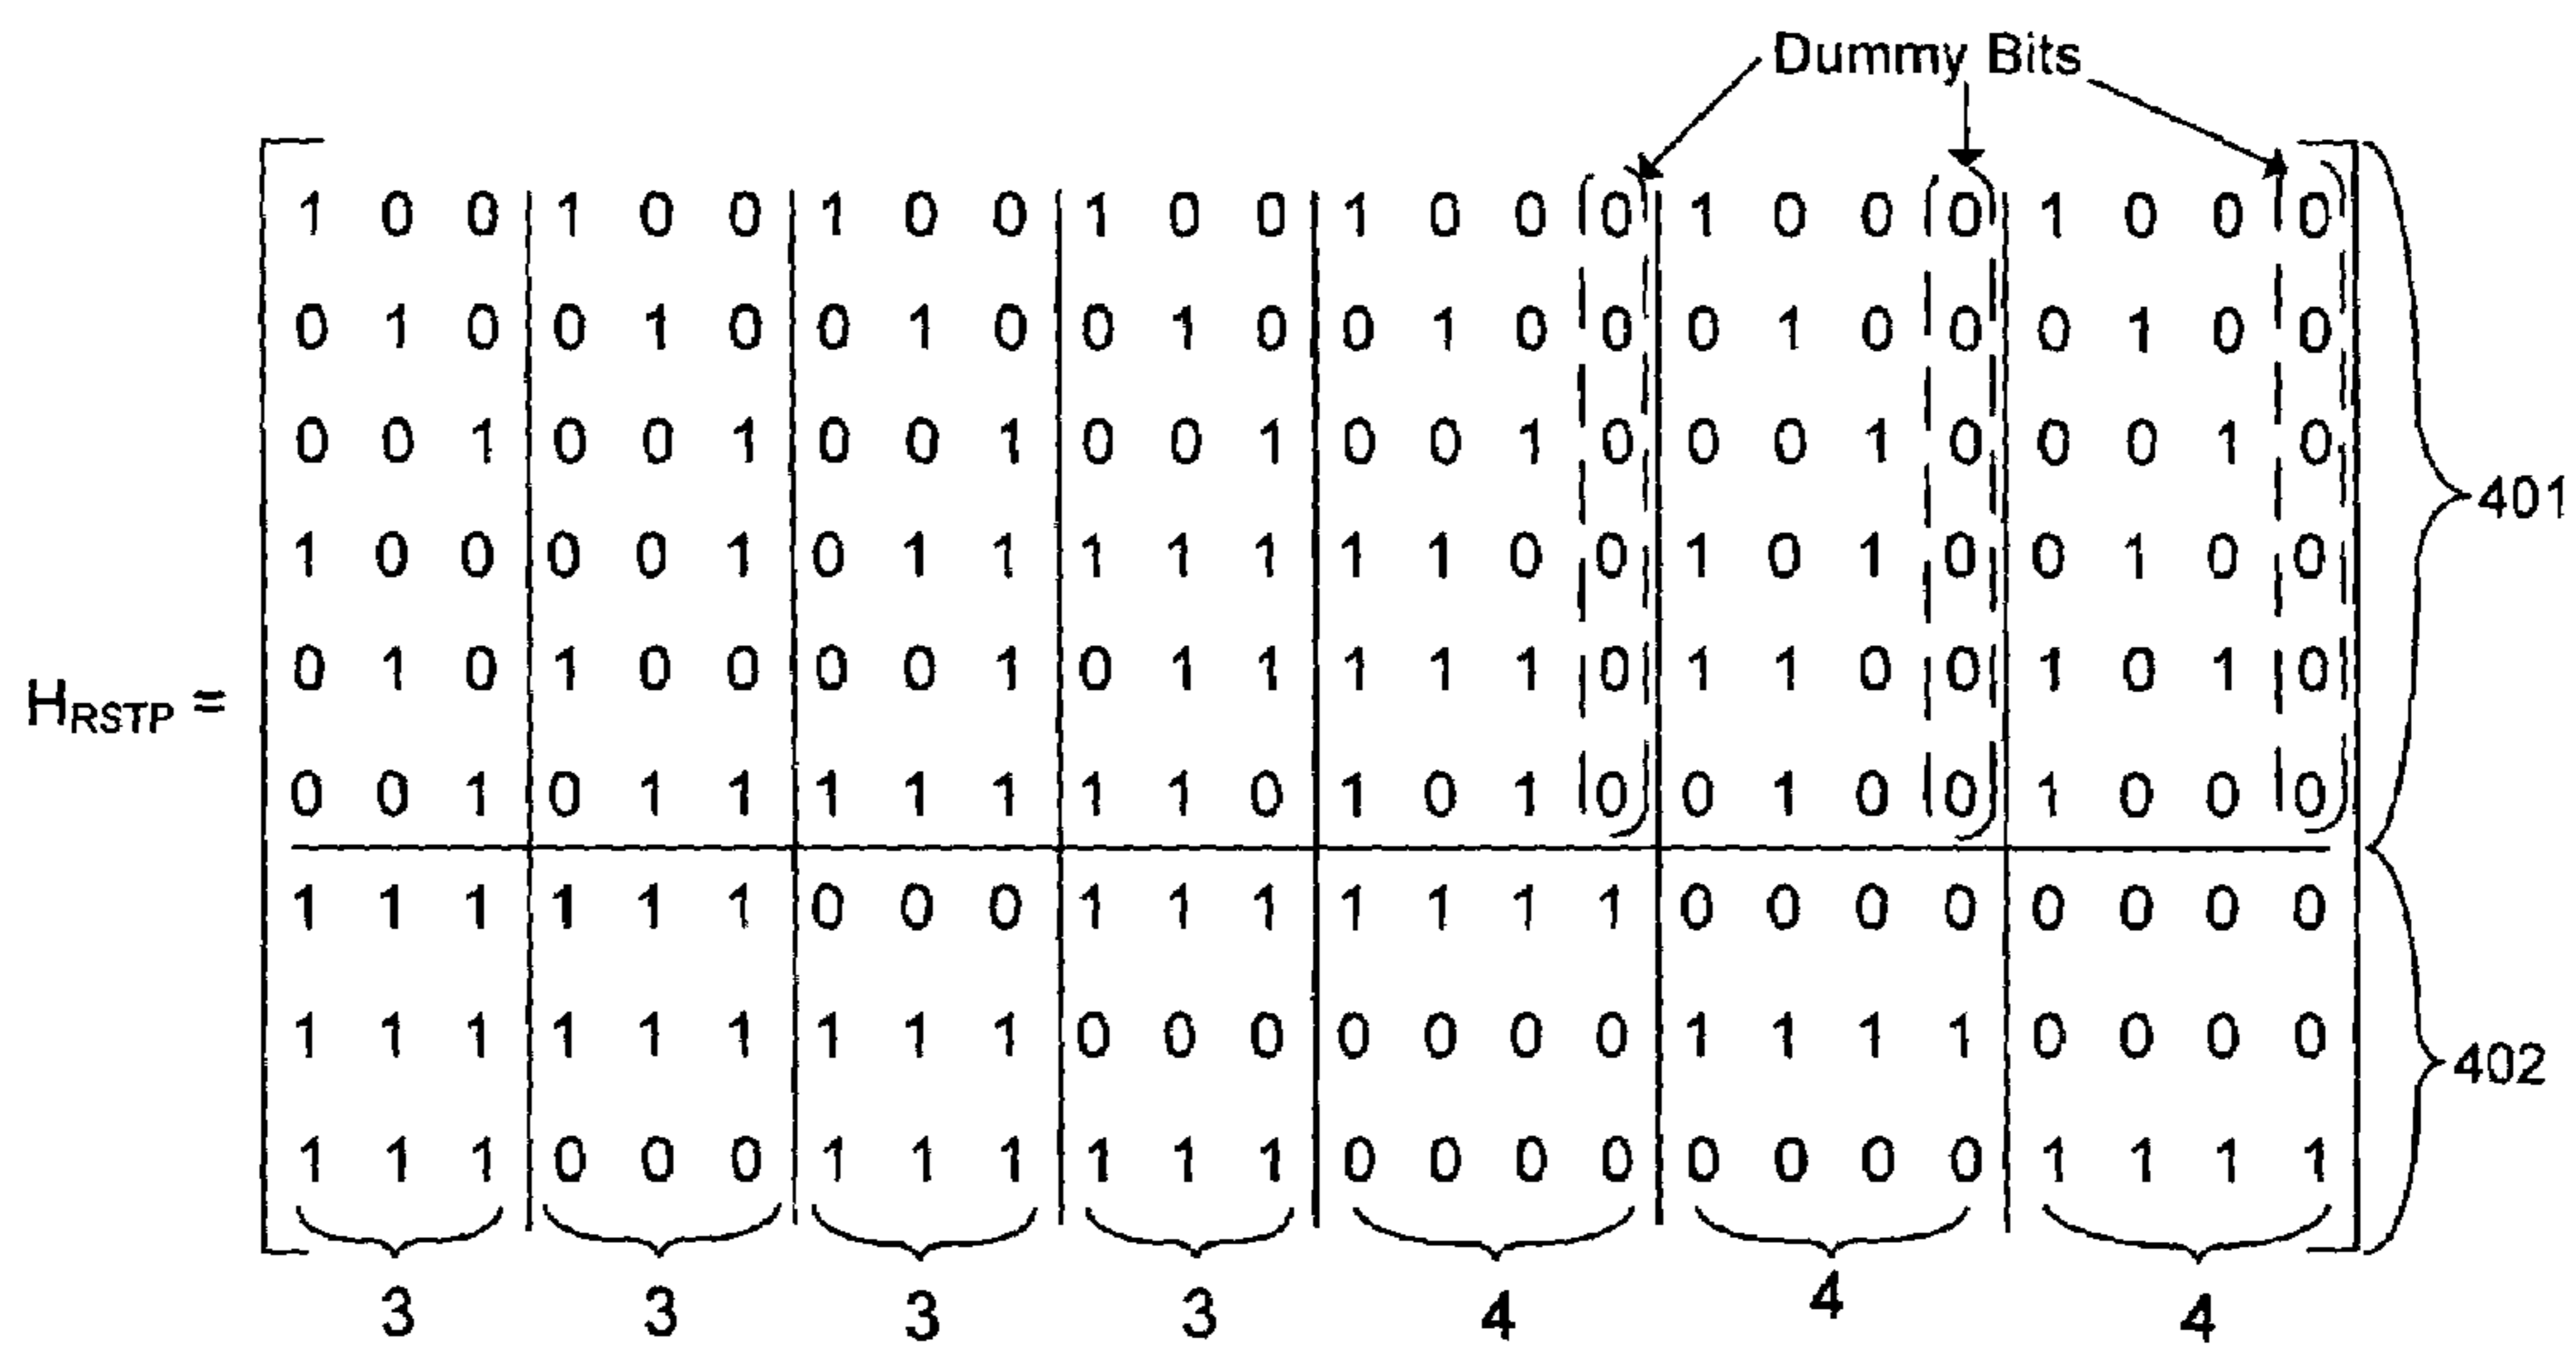 Dummy Bits
1 0 0 1 0 0 1 0 0 1 0 0 1 0 0 0 1 0 0 0 1 0 0 0
0 1 0 0 1 0 0 1 0 0 1 0 0 1 0 0 0 1 0 0 0 1 0 0
0 0 1 0 0 1 0 0 1 0 0 1 0 0 1 0 0 0 1 0 0 0 1 0
401
1 0 0 0 0 1 0 1 1 1 1 1 1 1 0 0 1 0 1 0 0 1 0 0
0 1 0 1 0 0 0 0 1 0 1 1 1 1 1 0 1 1 0 0 1 0 1 0
HRSTP =
0 0 1 0 1 1 1 1 1 1 1 0 1 0 1 0 0 1 0 0 1 0 0 0
1 1 1 1 1 1 0 0 0 1 1 1 1 1 1 1 0 0 0 0 0 0 0 0
1 1 1 1 1 1 1 1 1 0 0 0 0 0 0 0 1 1 1 1 0 0 0 0
402
1 1 1 0 0 0 1 1 1 1 1 1 0 0 0 0 0 0 0 0 1 1 1 1
3 3 3 3 4 4 4